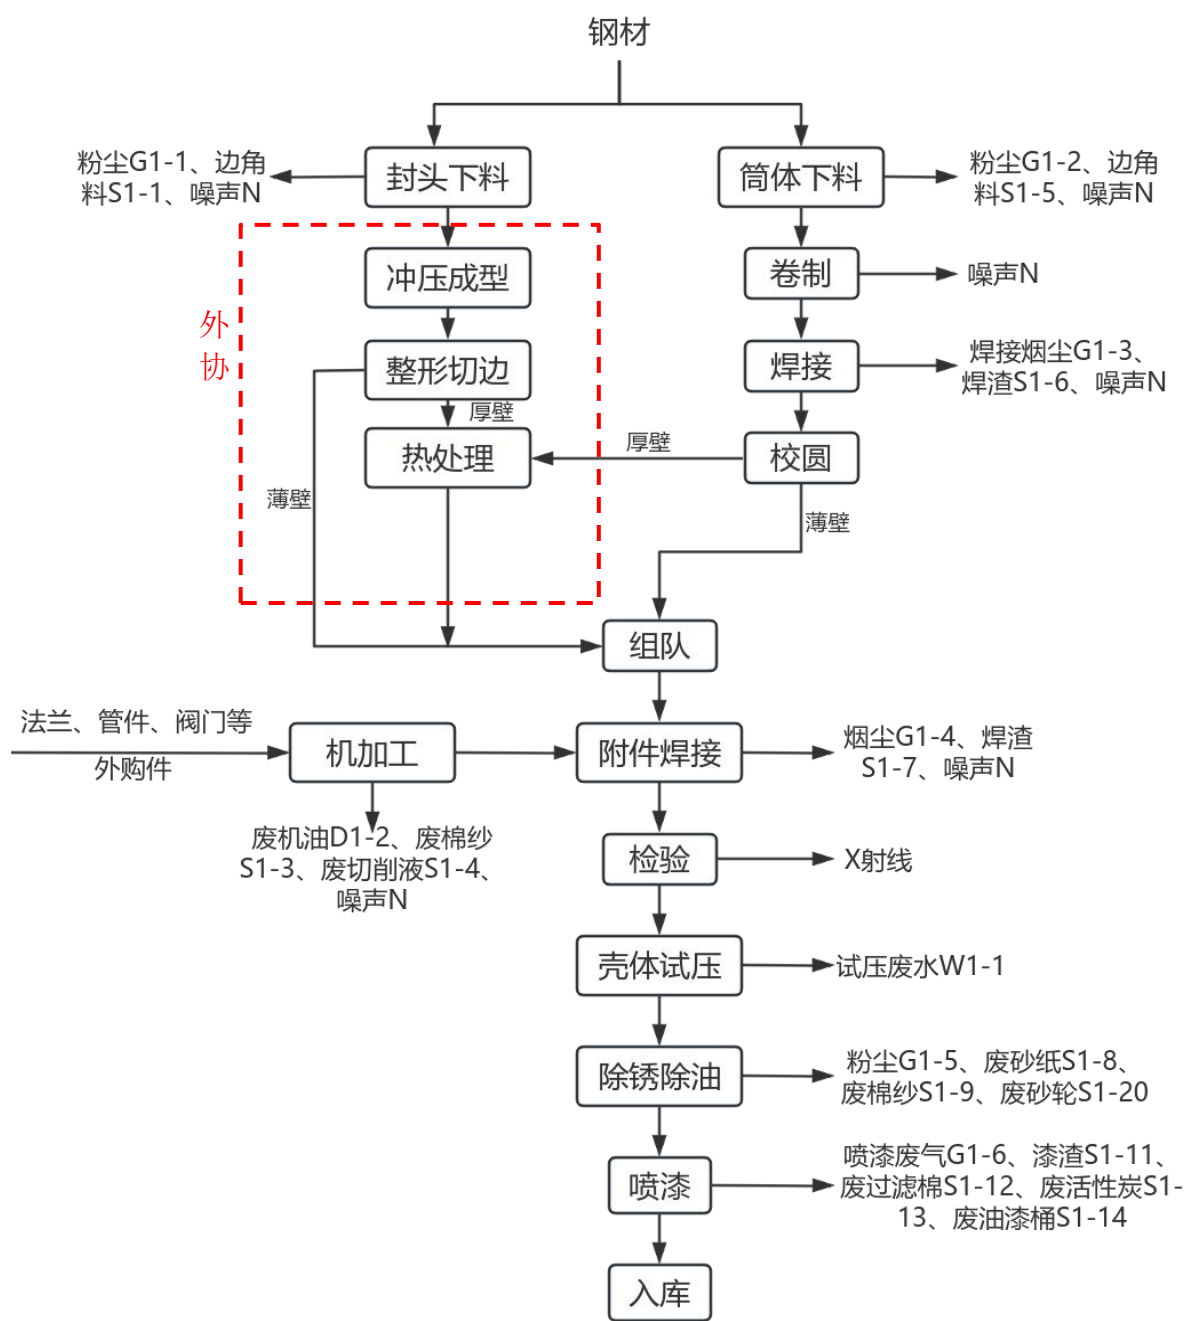 钢材
粉尘G1-1、边角
料S1-1、噪声N
封头下料
筒体下料
粉尘G1-2、边角
料S1-5、噪声N
冲压成型
卷制
噪声N
外
协
整形切边
焊接
焊接烟尘G1-3、
焊渣S1-6、噪声N
厚壁
热处理
厚壁
校圆
薄壁
薄壁
组队
法兰、管件、阀门等
外购件
机加工
附件焊接
烟尘G1-4、焊渣
S1-7、噪声N
废机油D1-2、废棉纱
S1-3、废切削液S1-4、
噪声N
检验
X射线
壳体试压
试压废水W1-1
除锈除油
粉尘G1-5、废砂纸S1-8、
废棉纱S1-9、废砂轮S1-20
喷漆
喷漆废气G1-6、漆渣S1-11、
废过滤棉S1-12、废活性炭S1-
13、废油漆桶S1-14
入库